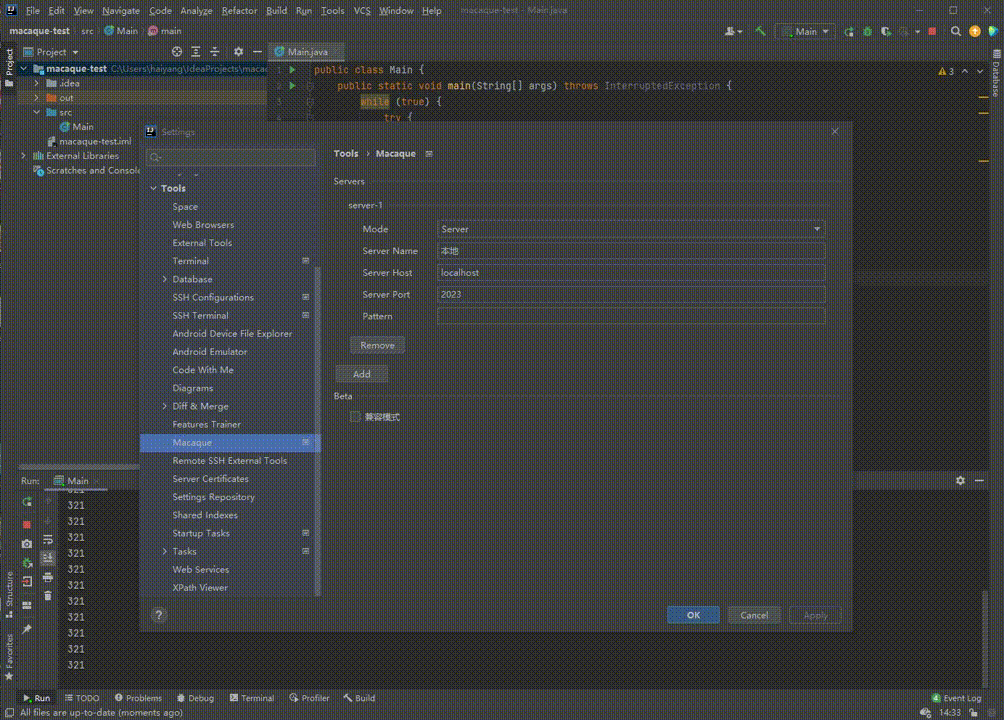 File Edit View Navigate Code Analyze Refactor Build Run Tools VCS Window Help macaque-test - Main.java
macaque-test src Main main Main
Project Main.java
macaque-test C:\Users\haiyang\IdeaProjects\maca
.idea
out
src
Main
macaque-test.iml
External Libraries
Scratches and Consol
1 public class Main {
2 public static void main(String[] args) throws InterruptedException {
3 while (true) {
try {
3
Project
Database
Settings
Tools
Space
Web Browsers
External Tools
Terminal
Database
SSH Configurations
SSH Terminal
Android Device File Explorer
Android Emulator
Code With Me
Diagrams
Diff & Merge
Features Trainer
Macaque
Remote SSH External Tools
Server Certificates
Settings Repository
Shared Indexes
Startup Tasks
Tasks
Web Services
XPath Viewer
Tools › Macaque
Servers
server-1
Mode Server
Server Name 本地
Server Host localhost
Server Port 2023
Pattern
Remove
Add
Beta
兼容模式
? OK Cancel Apply
Run: Main
321
321
321
321
321
321
321
321
321
321
321
321
Structure
Favorites
Run TODO Problems Debug Terminal Profiler Build 4 Event Log
All files are up-to-date (moments ago) 14:33